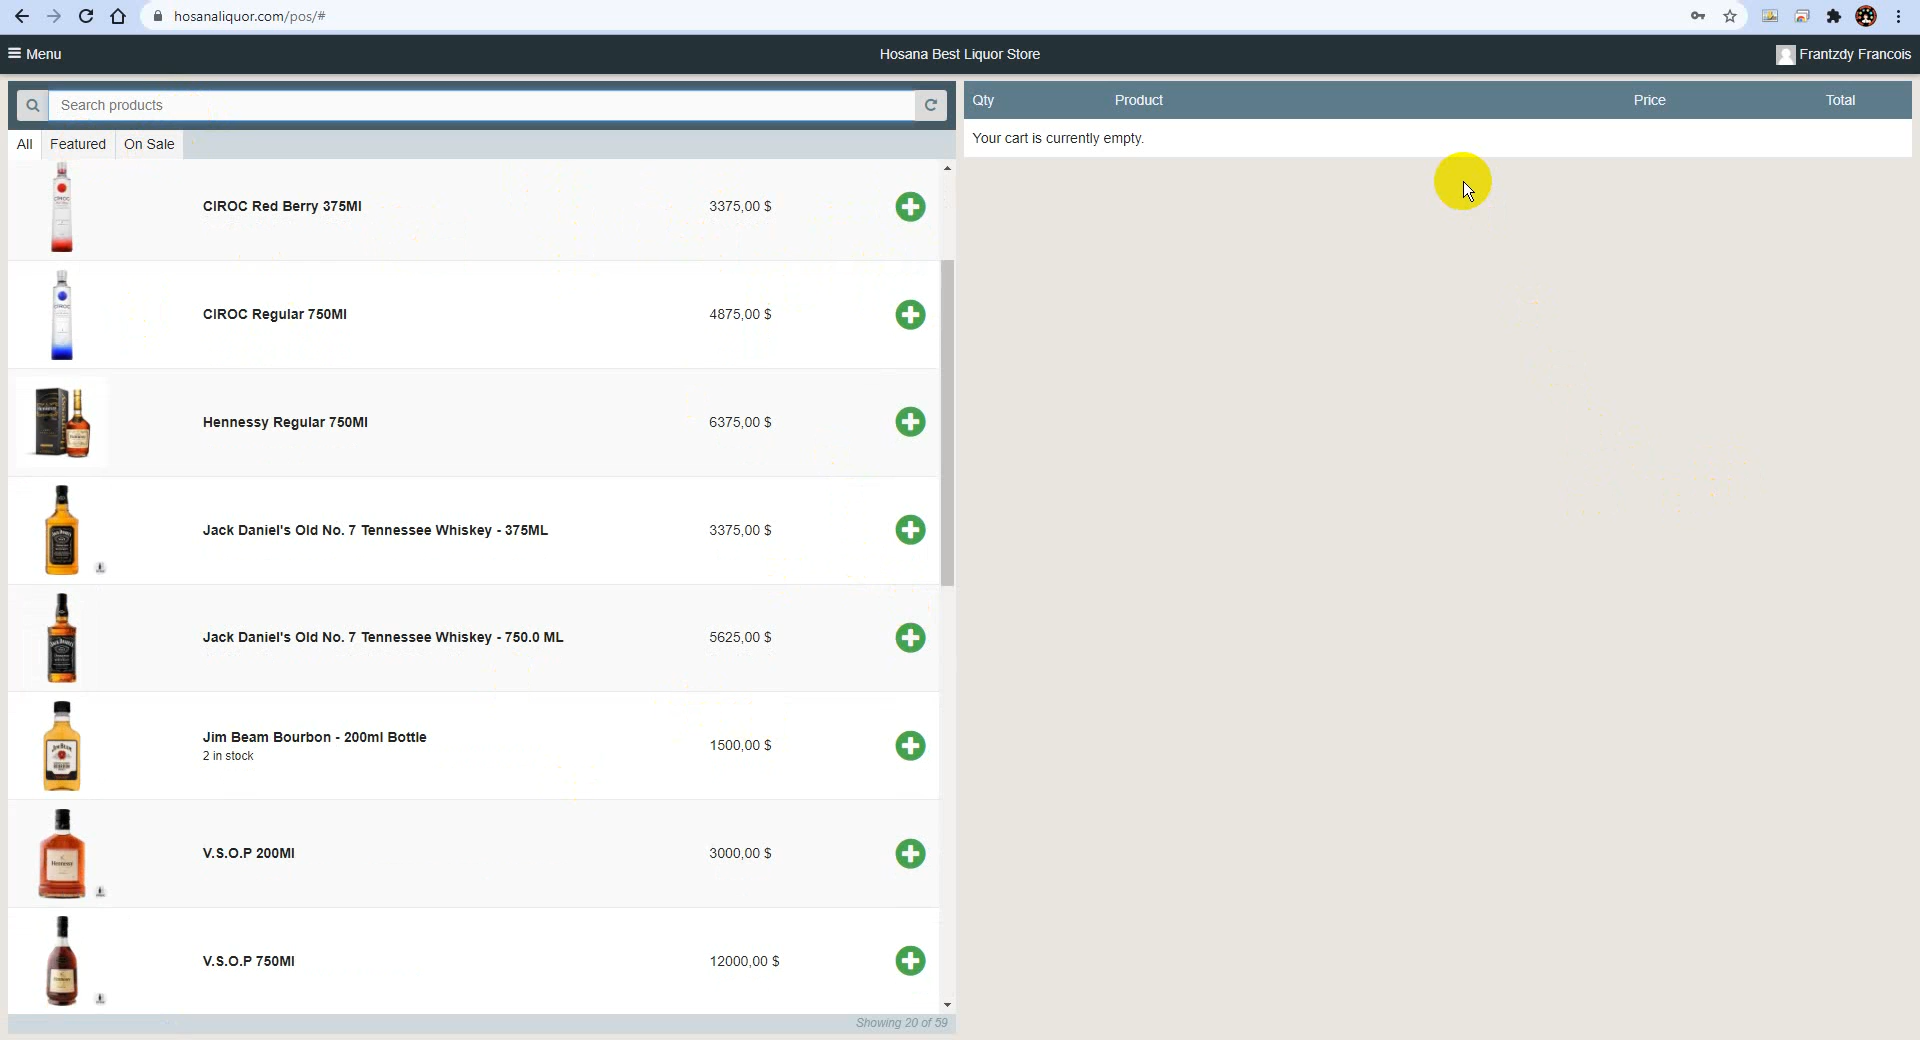 hosanaliquor.com/pos/#
Menu
Hosana Best Liquor Store
Frantzdy Francois
Search products
All Featured On Sale
Qty Product Price Total
Your cart is currently empty.
CIROC Red Berry 375Ml 3375,00 $
CIROC Regular 750Ml 4875,00 $
Hennessy Regular 750Ml 6375,00 $
Jack Daniel's Old No. 7 Tennessee Whiskey - 375ML 3375,00 $
Jack Daniel's Old No. 7 Tennessee Whiskey - 750.0 ML 5625,00 $
Jim Beam Bourbon - 200ml Bottle 1500,00 $
2 in stock
V.S.O.P 200Ml 3000,00 $
V.S.O.P 750Ml 12000,00 $
Showing 20 of 59